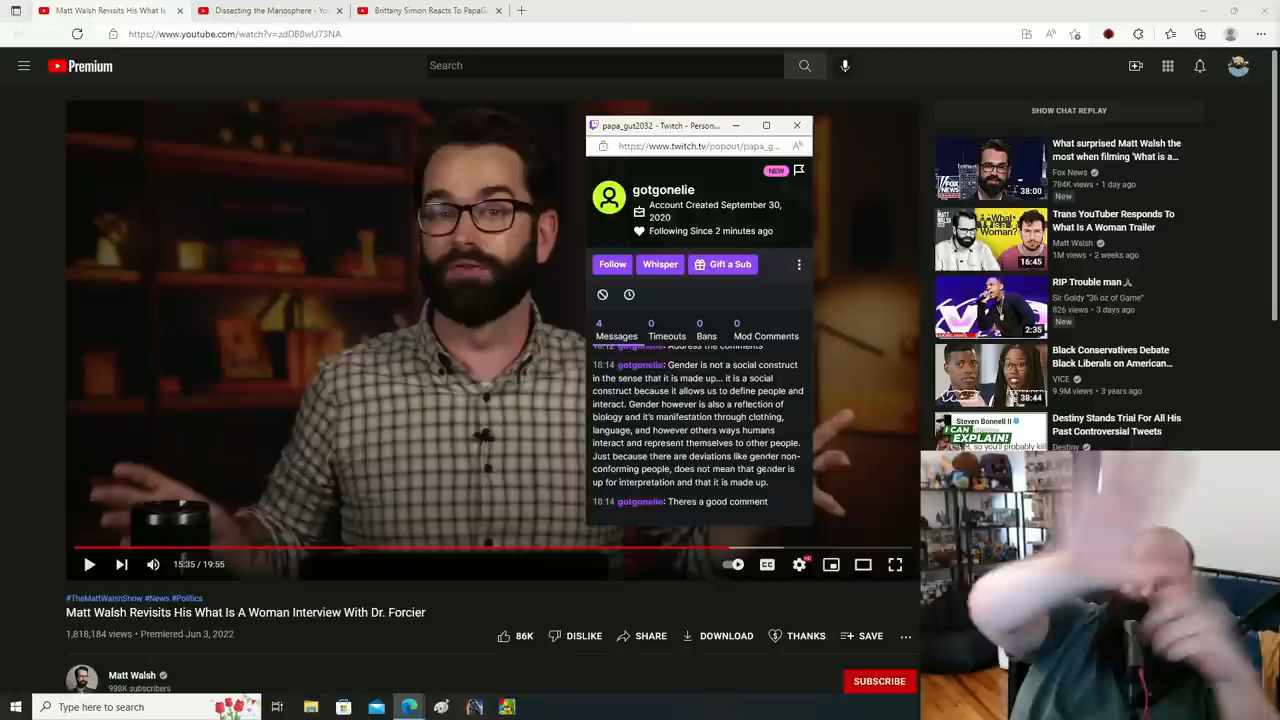 Matt Walsh Revisits His What Is
Dissecting the Manosphere - Yo
Brittany Simon Reacts To PapaG
https://www.youtube.com/watch?v=zdDB8wU73NA
Premium
Search
papa_gut2032 - Twitch - Person...
https://www.twitch.tv/popout/papa_g...
NEW
gotgonelie
Account Created September 30,
2020
Following Since 2 minutes ago
Follow
Whisper
Gift a Sub
4
0
0
0
Messages
Timeouts
Bans
Mod Comments
18:12 gotgonelie: Address the comments
18:14 gotgonelie: Gender is not a social construct
in the sense that it is made up... it is a social
construct because it allows us to define people and
interact. Gender however is also a reflection of
biology and it's manifestation through clothing,
language, and however others ways humans
interact and represent themselves to other people.
Just because there are deviations like gender non-
conforming people, does not mean that gender is
up for interpretation and that it is made up.
18:14 gotgonelie: Theres a good comment
15:35 / 19:55
CC
HD
#TheMattWalshShow #News #Politics
Matt Walsh Revisits His What Is A Woman Interview With Dr. Forcier
1,818,184 views • Premiered Jun 3, 2022
86K
DISLIKE
SHARE
DOWNLOAD
THANKS
SAVE
Matt Walsh
998K subscribers
SUBSCRIBE
SHOW CHAT REPLAY
What surprised Matt Walsh the
most when filming 'What is a...
Fox News
784K views • 1 day ago
New
38:00
Trans YouTuber Responds To
What Is A Woman Trailer
Matt Walsh
1M views • 2 weeks ago
16:45
RIP Trouble man
Sir Goldy "36 oz of Game"
826 views • 3 days ago
New
2:35
Black Conservatives Debate
Black Liberals on American...
VICE
9.9M views • 3 years ago
38:44
Destiny Stands Trial For All His
Past Controversial Tweets
Destiny
Steven Bonnell II
I CAN
EXPLAIN!
Type here to search